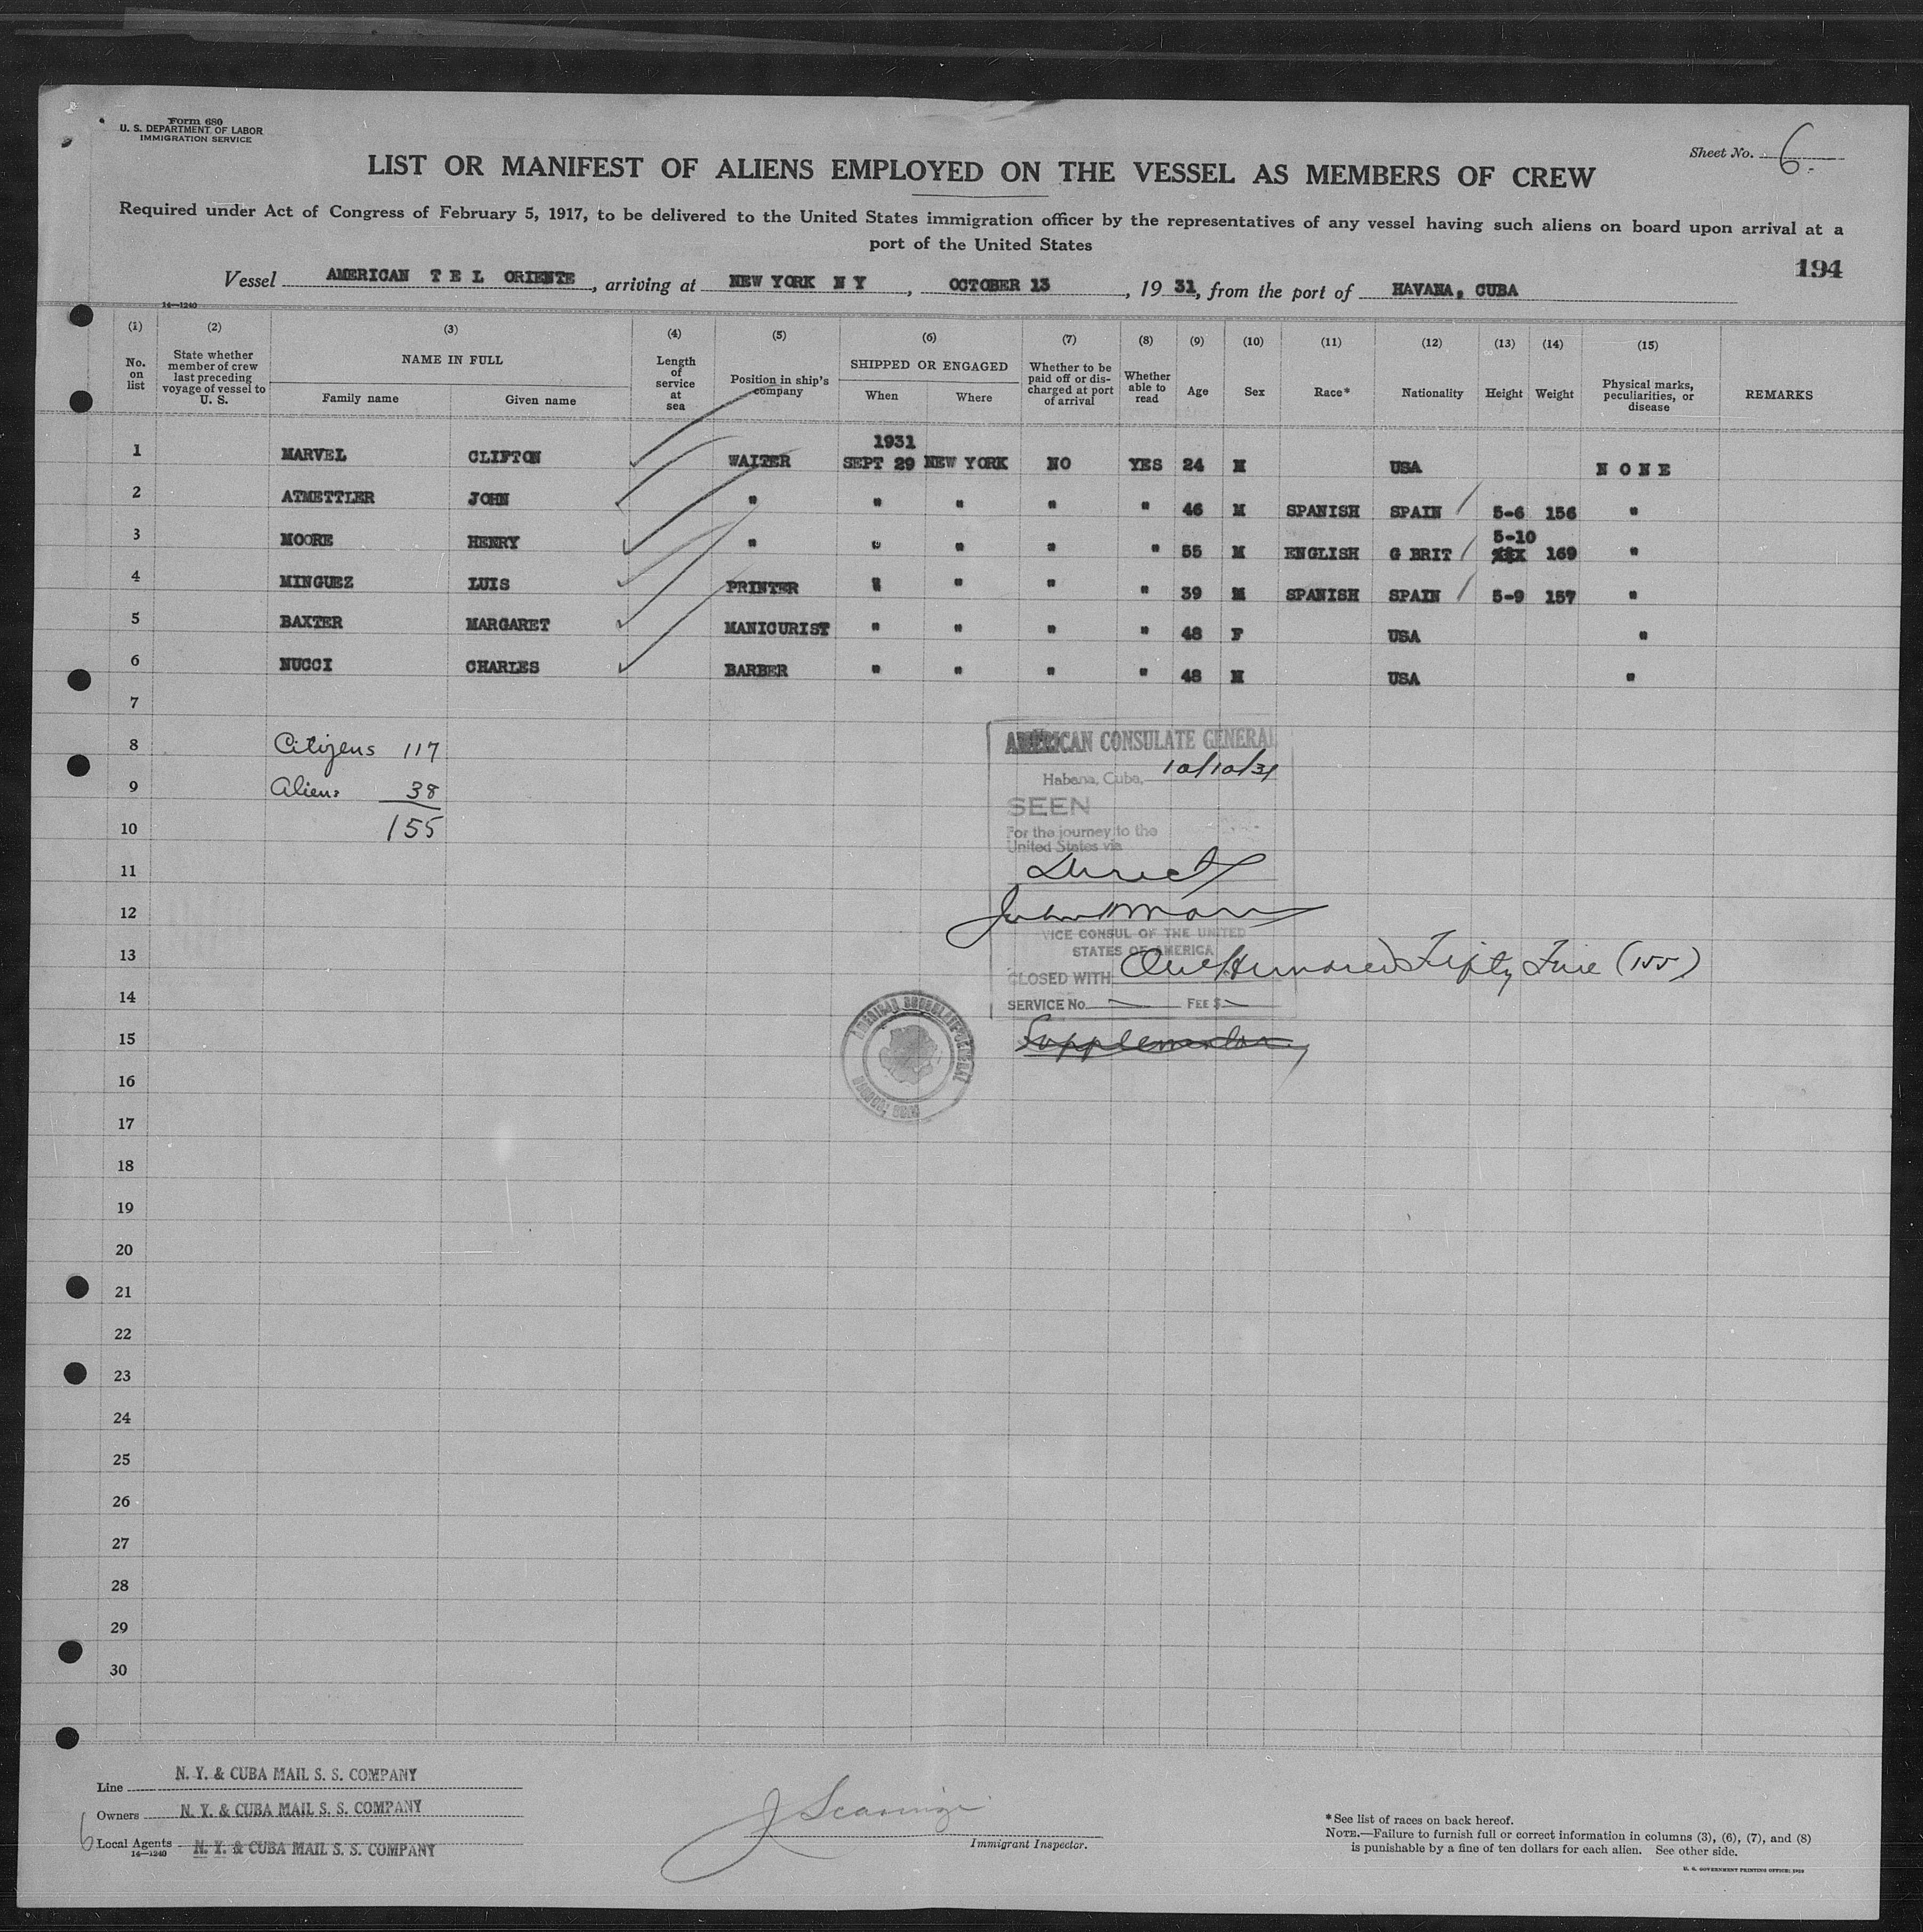 Form 680
U. S. DEPARTMENT OF LABOR
IMMIGRATION SERVICE
Sheet No. 6
LIST OR MANIFEST OF ALIENS EMPLOYED ON THE VESSEL AS MEMBERS OF CREW
Required under Act of Congress of February 5, 1917, to be delivered to the United States immigration officer by the representatives of any vessel having such aliens on board upon arrival at a
port of the United States
194
Vessel AMERICAN T E L ORIENTE, arriving at NEW YORK N Y, OCTOBER 13, 19 31, from the port of HAVANA, CUBA
14—1240
(1) (2) (3) (4) (5) (6) (7) (8) (9) (10) (11) (12) (13) (14) (15)
No. on list State whether member of crew last preceding voyage of vessel to U. S. NAME IN FULL Family name Given name Length of service at sea Position in ship's company SHIPPED OR ENGAGED When Where Whether to be paid off or discharged at port of arrival Whether able to read Age Sex Race* Nationality Height Weight Physical marks, peculiarities, or disease REMARKS
1931
1 MARVEL CLIFTON WAITER SEPT 29 NEW YORK NO YES 24 M USA N O N E
2 ATMETTLER JOHN " " " " " 46 M SPANISH SPAIN / 5-6 156 "
5-10
3 MOORE HENRY " " " " " 55 M ENGLISH G BRIT / XXX 169 "
4 MINGUEZ LUIS PRINTER " " " " 39 M SPANISH SPAIN / 5-9 157 "
5 BAXTER MARGARET MANICURIST " " " " 48 F USA "
6 NUCCI CHARLES BARBER " " " " 48 M USA "
7
8 Citizens 117
9 Aliens 38
10 155
11
12
13
14
15
16
17
18
19
20
21
22
23
24
25
26
27
28
29
30
AMERICAN CONSULATE GENERAL
Habana, Cuba, 10/10/31
SEEN
For the journey to the
United States via
Direct
VICE CONSUL OF THE UNITED
STATES OF AMERICA
CLOSED WITH One Hundred Fifty Five (155)
SERVICE No. — FEE $ —
Supplementary
Line N. Y. & CUBA MAIL S. S. COMPANY
Owners N. Y. & CUBA MAIL S. S. COMPANY
6 Local Agents N. Y. & CUBA MAIL S. S. COMPANY
14—1240
Immigrant Inspector.
*See list of races on back hereof.
NOTE.—Failure to furnish full or correct information in columns (3), (6), (7), and (8)
is punishable by a fine of ten dollars for each alien. See other side.